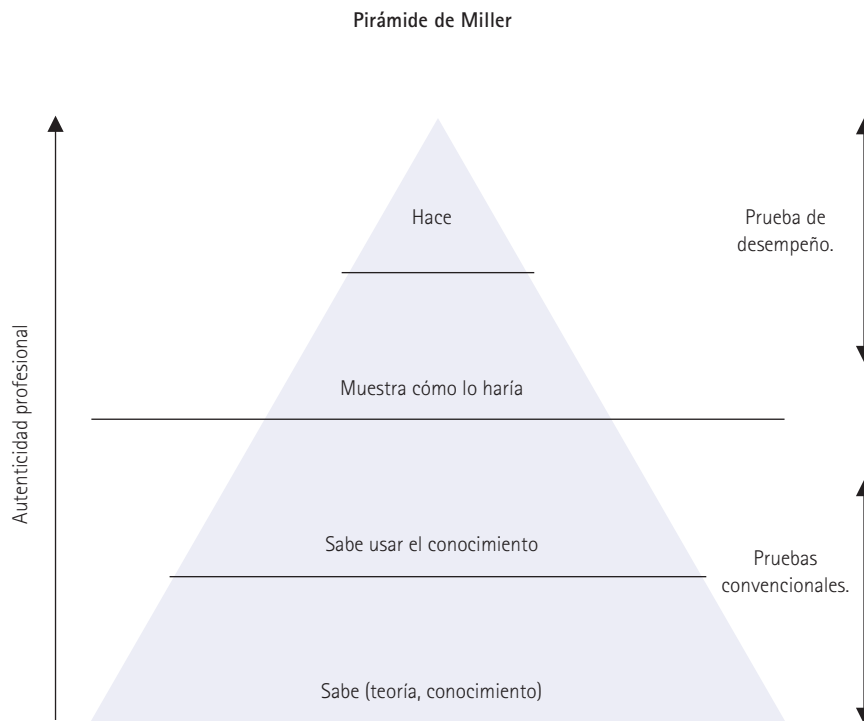 Pirámide de Miller
Hace
Prueba de
desempeño.
Autenticidad profesional
Muestra cómo lo haría
Sabe usar el conocimiento
Pruebas
convencionales.
Sabe (teoría, conocimiento)